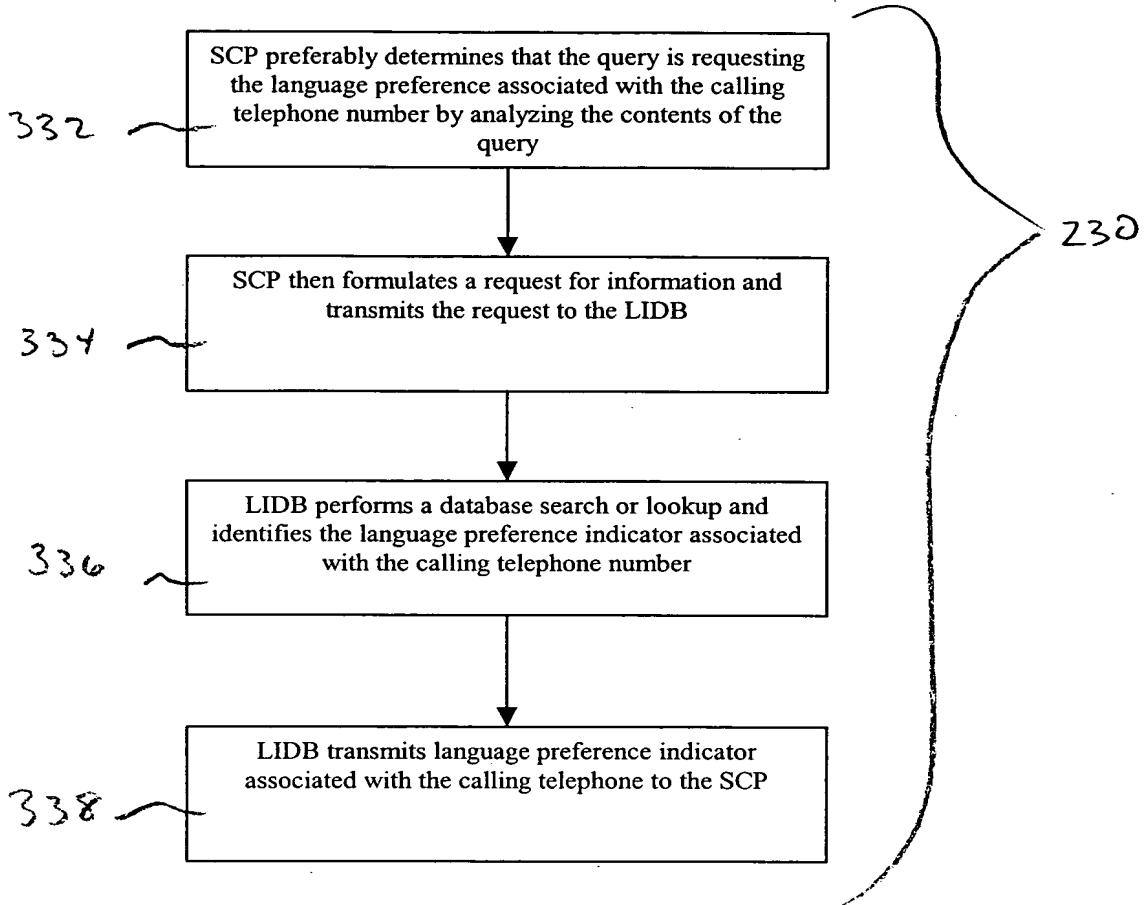 SCP preferably determines that the query is requesting
the language preference associated with the calling
telephone number by analyzing the contents of the
query
332
230
SCP then formulates a request for information and
transmits the request to the LIDB
334
LIDB performs a database search or lookup and
identifies the language preference indicator associated
with the calling telephone number
336
LIDB transmits language preference indicator
associated with the calling telephone to the SCP
338